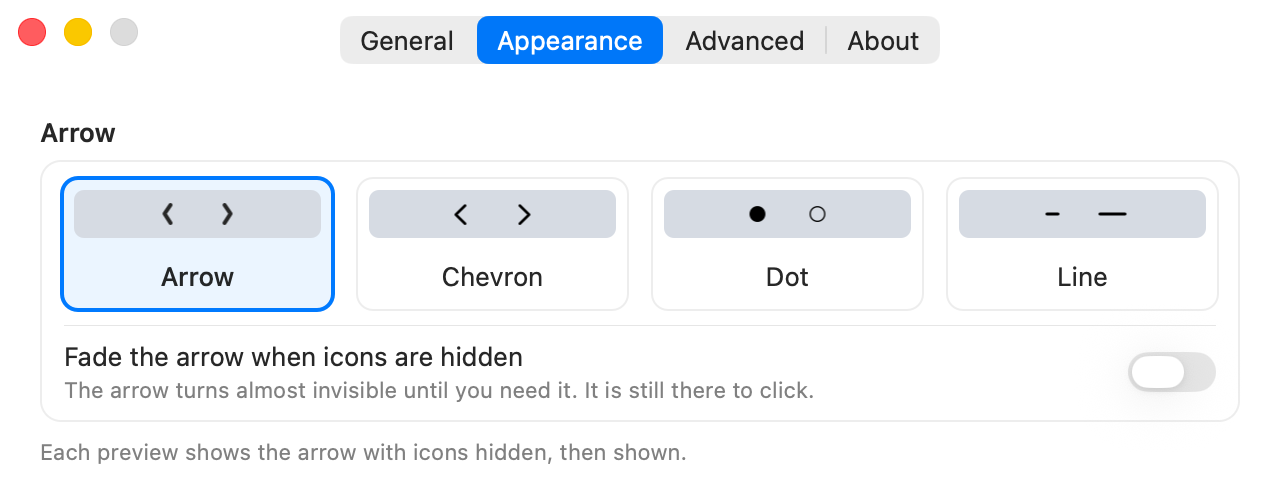 General Appearance Advanced About
Arrow
Arrow Chevron Dot Line
Fade the arrow when icons are hidden
The arrow turns almost invisible until you need it. It is still there to click.
Each preview shows the arrow with icons hidden, then shown.